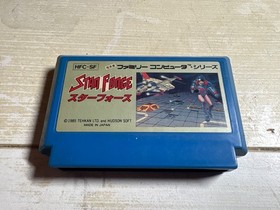 HFC-SF
ファミリーコンピュータ シリーズ
STAR FORCE
スターフォース
©1985 TEHKAN LTD and HUDSON SOFT
MADE IN JAPAN